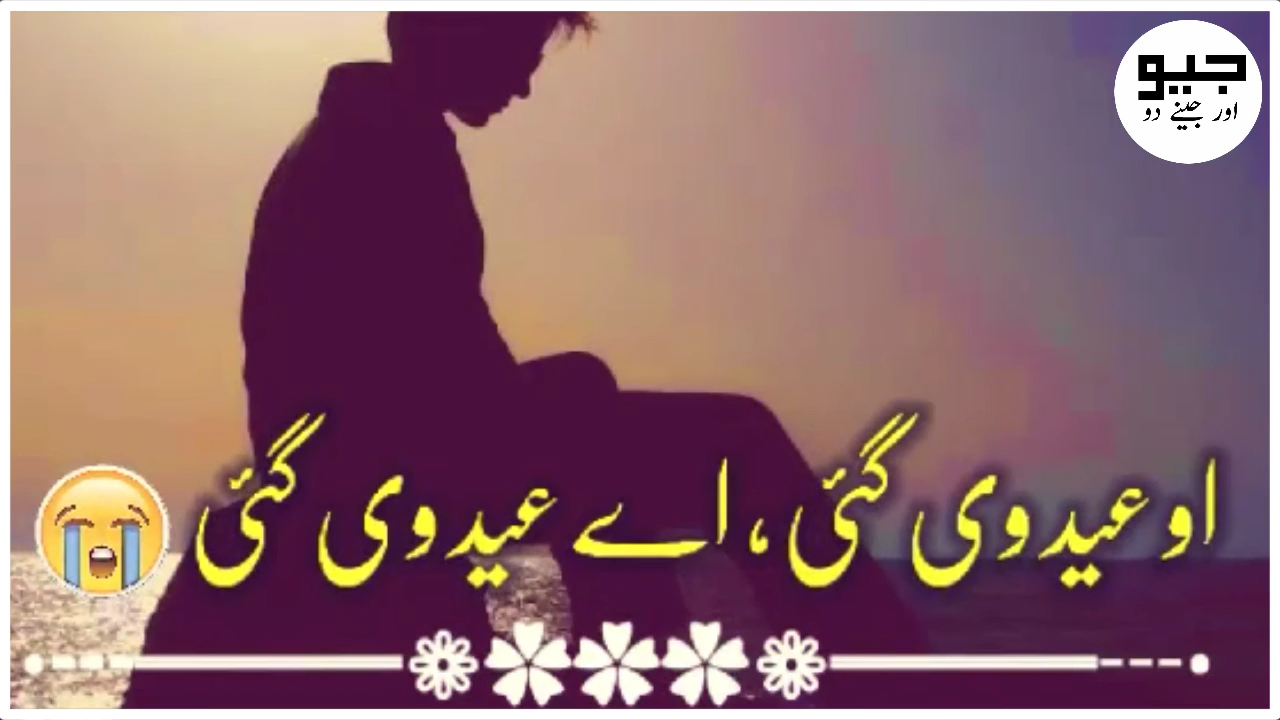 جیو
اور جینے دو
او عید وی گئی ، اے عید وی گئی